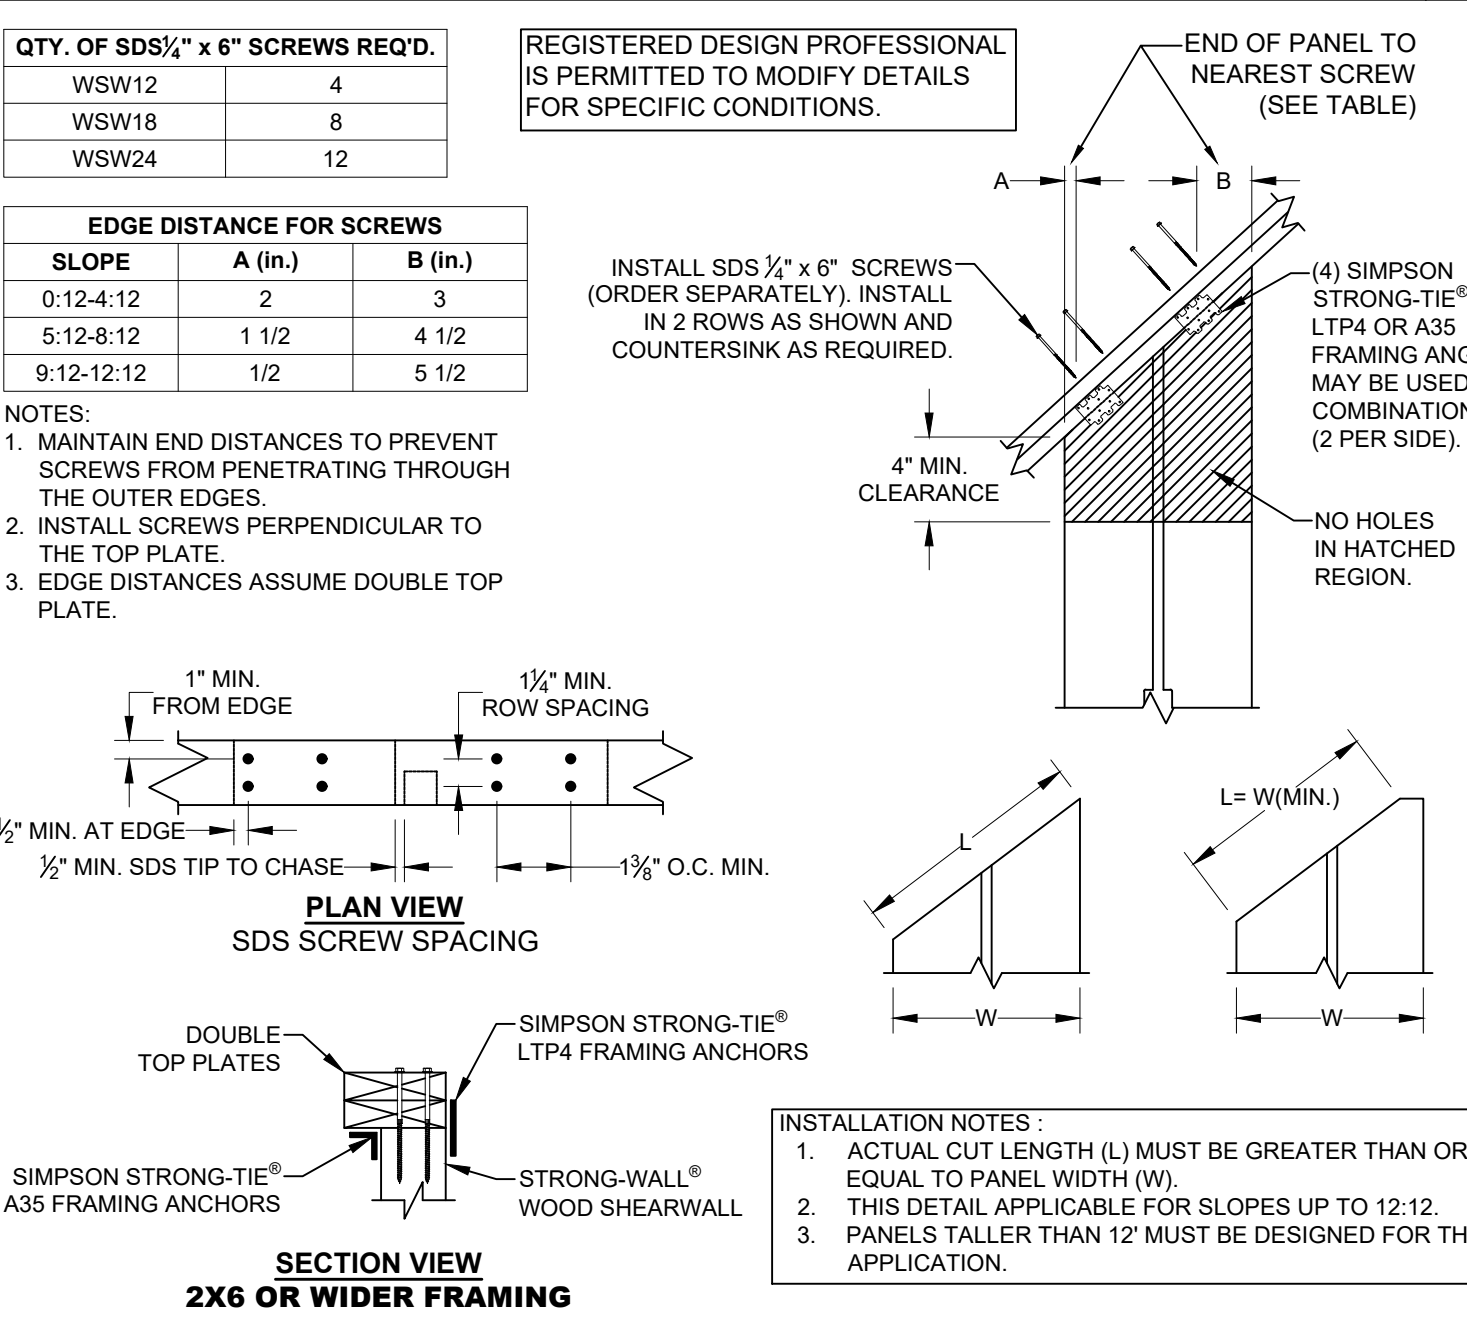 QTY. OF SDS¼" x 6" SCREWS REQ'D.
WSW12 4
WSW18 8
WSW24 12
EDGE DISTANCE FOR SCREWS
SLOPE A (in.) B (in.)
0:12-4:12 2 3
5:12-8:12 1 1/2 4 1/2
9:12-12:12 1/2 5 1/2
NOTES:
1. MAINTAIN END DISTANCES TO PREVENT
SCREWS FROM PENETRATING THROUGH
THE OUTER EDGES.
2. INSTALL SCREWS PERPENDICULAR TO
THE TOP PLATE.
3. EDGE DISTANCES ASSUME DOUBLE TOP
PLATE.
REGISTERED DESIGN PROFESSIONAL
IS PERMITTED TO MODIFY DETAILS
FOR SPECIFIC CONDITIONS.
END OF PANEL TO
NEAREST SCREW
(SEE TABLE)
A
B
INSTALL SDS ¼" x 6" SCREWS
(ORDER SEPARATELY). INSTALL
IN 2 ROWS AS SHOWN AND
COUNTERSINK AS REQUIRED.
(4) SIMPSON
STRONG-TIE®
LTP4 OR A35
FRAMING ANG
MAY BE USED
COMBINATION
(2 PER SIDE).
4" MIN.
CLEARANCE
NO HOLES
IN HATCHED
REGION.
1" MIN.
FROM EDGE
1¼" MIN.
ROW SPACING
½" MIN. AT EDGE
½" MIN. SDS TIP TO CHASE
1⅜" O.C. MIN.
PLAN VIEW
SDS SCREW SPACING
L
W
L= W(MIN.)
W
DOUBLE
TOP PLATES
SIMPSON STRONG-TIE®
LTP4 FRAMING ANCHORS
SIMPSON STRONG-TIE®
A35 FRAMING ANCHORS
STRONG-WALL®
WOOD SHEARWALL
SECTION VIEW
2X6 OR WIDER FRAMING
INSTALLATION NOTES :
1. ACTUAL CUT LENGTH (L) MUST BE GREATER THAN OR
EQUAL TO PANEL WIDTH (W).
2. THIS DETAIL APPLICABLE FOR SLOPES UP TO 12:12.
3. PANELS TALLER THAN 12' MUST BE DESIGNED FOR TH
APPLICATION.